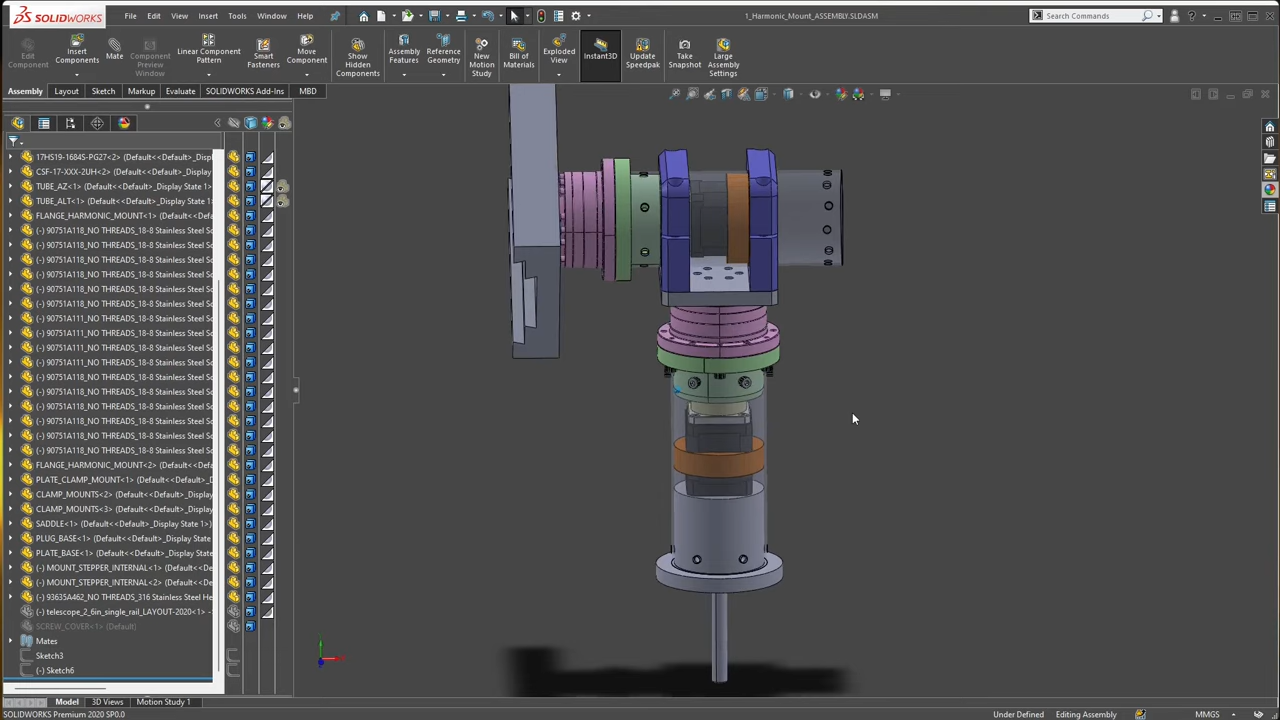 SOLIDWORKS
File
Edit
View
Insert
Tools
Window
Help
1_Harmonic_Mount_ASSEMBLY.SLDASM
Search Commands
Edit
Component
Insert
Components
Mate
Component
Preview
Window
Linear Component
Pattern
Smart
Fasteners
Move
Component
Show
Hidden
Components
Assembly
Features
Reference
Geometry
New
Motion
Study
Bill of
Materials
Exploded
View
Instant3D
Update
Speedpak
Take
Snapshot
Large
Assembly
Settings
Assembly
Layout
Sketch
Markup
Evaluate
SOLIDWORKS Add-Ins
MBD
17HS19-1684S-PG27<2> (Default<<Default>_Displ
CSF-17-XXX-2UH<2> (Default<<Default>_Display
TUBE_AZ<1> (Default<<Default>_Display State 1>
TUBE_ALT<1> (Default<<Default>_Display State 1>
FLANGE_HARMONIC_MOUNT<1> (Default<<Default
(-) 90751A118_NO THREADS_18-8 Stainless Steel Sc
(-) 90751A118_NO THREADS_18-8 Stainless Steel Sc
(-) 90751A118_NO THREADS_18-8 Stainless Steel Sc
(-) 90751A118_NO THREADS_18-8 Stainless Steel Sc
(-) 90751A118_NO THREADS_18-8 Stainless Steel Sc
(-) 90751A118_NO THREADS_18-8 Stainless Steel Sc
(-) 90751A111_NO THREADS_18-8 Stainless Steel Sc
(-) 90751A111_NO THREADS_18-8 Stainless Steel Sc
(-) 90751A111_NO THREADS_18-8 Stainless Steel Sc
(-) 90751A111_NO THREADS_18-8 Stainless Steel Sc
(-) 90751A118_NO THREADS_18-8 Stainless Steel Sc
(-) 90751A118_NO THREADS_18-8 Stainless Steel Sc
(-) 90751A118_NO THREADS_18-8 Stainless Steel Sc
(-) 90751A118_NO THREADS_18-8 Stainless Steel Sc
(-) 90751A118_NO THREADS_18-8 Stainless Steel Sc
(-) 90751A118_NO THREADS_18-8 Stainless Steel Sc
FLANGE_HARMONIC_MOUNT<2> (Default<<Default
PLATE_CLAMP_MOUNT<1> (Default<<Default>_Disp
CLAMP_MOUNTS<2> (Default<<Default>_Display
CLAMP_MOUNTS<3> (Default<<Default>_Display
SADDLE<1> (Default<<Default>_Display State 1>)
PLUG_BASE<1> (Default<<Default>_Display State
PLATE_BASE<1> (Default<<Default>_Display State
(-) MOUNT_STEPPER_INTERNAL<1> (Default<<Def
(-) MOUNT_STEPPER_INTERNAL<2> (Default<<Def
(-) 93635A462_NO THREADS_316 Stainless Steel He
(-) telescope_2_6in_single_rail_LAYOUT-2020<1> -
SCREW_COVER<1> (Default)
Mates
Sketch3
(-) Sketch6
Model
3D Views
Motion Study 1
SOLIDWORKS Premium 2020 SP0.0
Under Defined
Editing Assembly
MMGS